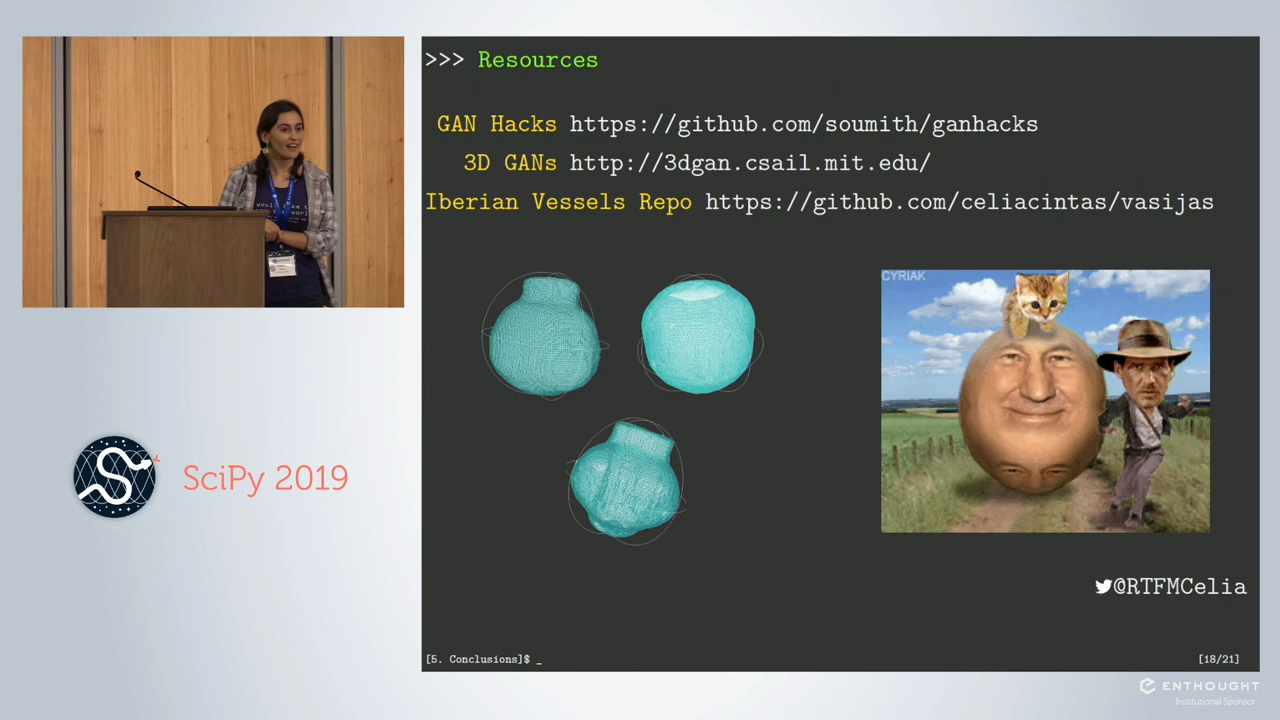 >>> Resources
GAN Hacks https://github.com/soumith/ganhacks
3D GANs http://3dgan.csail.mit.edu/
Iberian Vessels Repo https://github.com/celiacintas/vasijas
CYRIAK
@RTFMCelia
[5. Conclusions]$ _
[18/21]
SciPy 2019
ENTHOUGHT
Institutional Sponsor